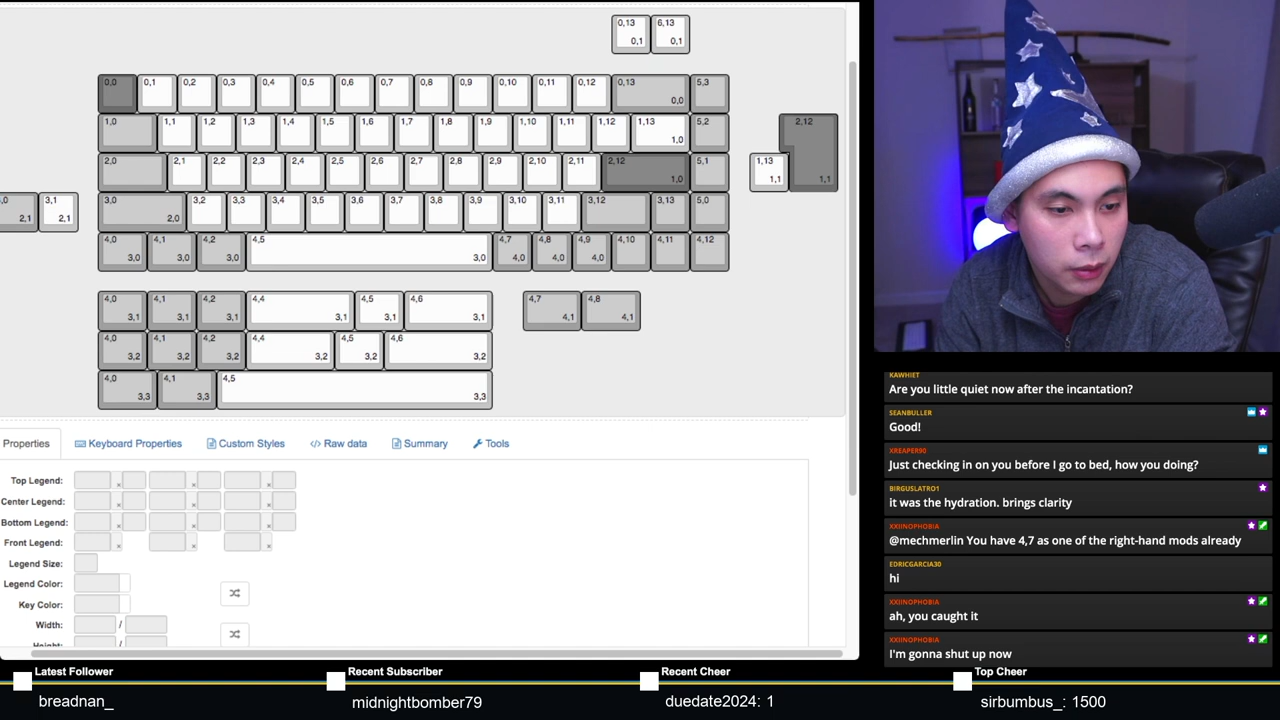 0,13 6,13
0,1 0,1
0,0 0,1 0,2 0,3 0,4 0,5 0,6 0,7 0,8 0,9 0,10 0,11 0,12 0,13 5,3
0,0
1,0 1,1 1,2 1,3 1,4 1,5 1,6 1,7 1,8 1,9 1,10 1,11 1,12 1,13 5,2 2,12
1,0
2,0 2,1 2,2 2,3 2,4 2,5 2,6 2,7 2,8 2,9 2,10 2,11 2,12 5,1 1,13
1,0 1,1 1,1
3,1 3,0 3,2 3,3 3,4 3,5 3,6 3,7 3,8 3,9 3,10 3,11 3,12 3,13 5,0
2,1 2,1 2,0
4,0 4,1 4,2 4,5 4,7 4,8 4,9 4,10 4,11 4,12
3,0 3,0 3,0 3,0 4,0 4,0 4,0
4,0 4,1 4,2 4,4 4,5 4,6 4,7 4,8
3,1 3,1 3,1 3,1 3,1 3,1 4,1 4,1
4,0 4,1 4,2 4,4 4,5 4,6
3,2 3,2 3,2 3,2 3,2 3,2
4,0 4,1 4,5
3,3 3,3 3,3
Properties Keyboard Properties Custom Styles </> Raw data Summary Tools
Top Legend:
Center Legend:
Bottom Legend:
Front Legend:
Legend Size:
Legend Color:
Key Color:
Width: /
KAWHIET
Are you little quiet now after the incantation?
SEANBULLER
Good!
XREAPER90
Just checking in on you before I go to bed, how you doing?
BIRGUSLATRO1
it was the hydration. brings clarity
XXIINOPHOBIA
@mechmerlin You have 4,7 as one of the right-hand mods already
EDRICGARCIA30
hi
XXIINOPHOBIA
ah, you caught it
XXIINOPHOBIA
I'm gonna shut up now
Latest Follower Recent Subscriber Recent Cheer Top Cheer
breadnan_ midnightbomber79 duedate2024: 1 sirbumbus_: 1500